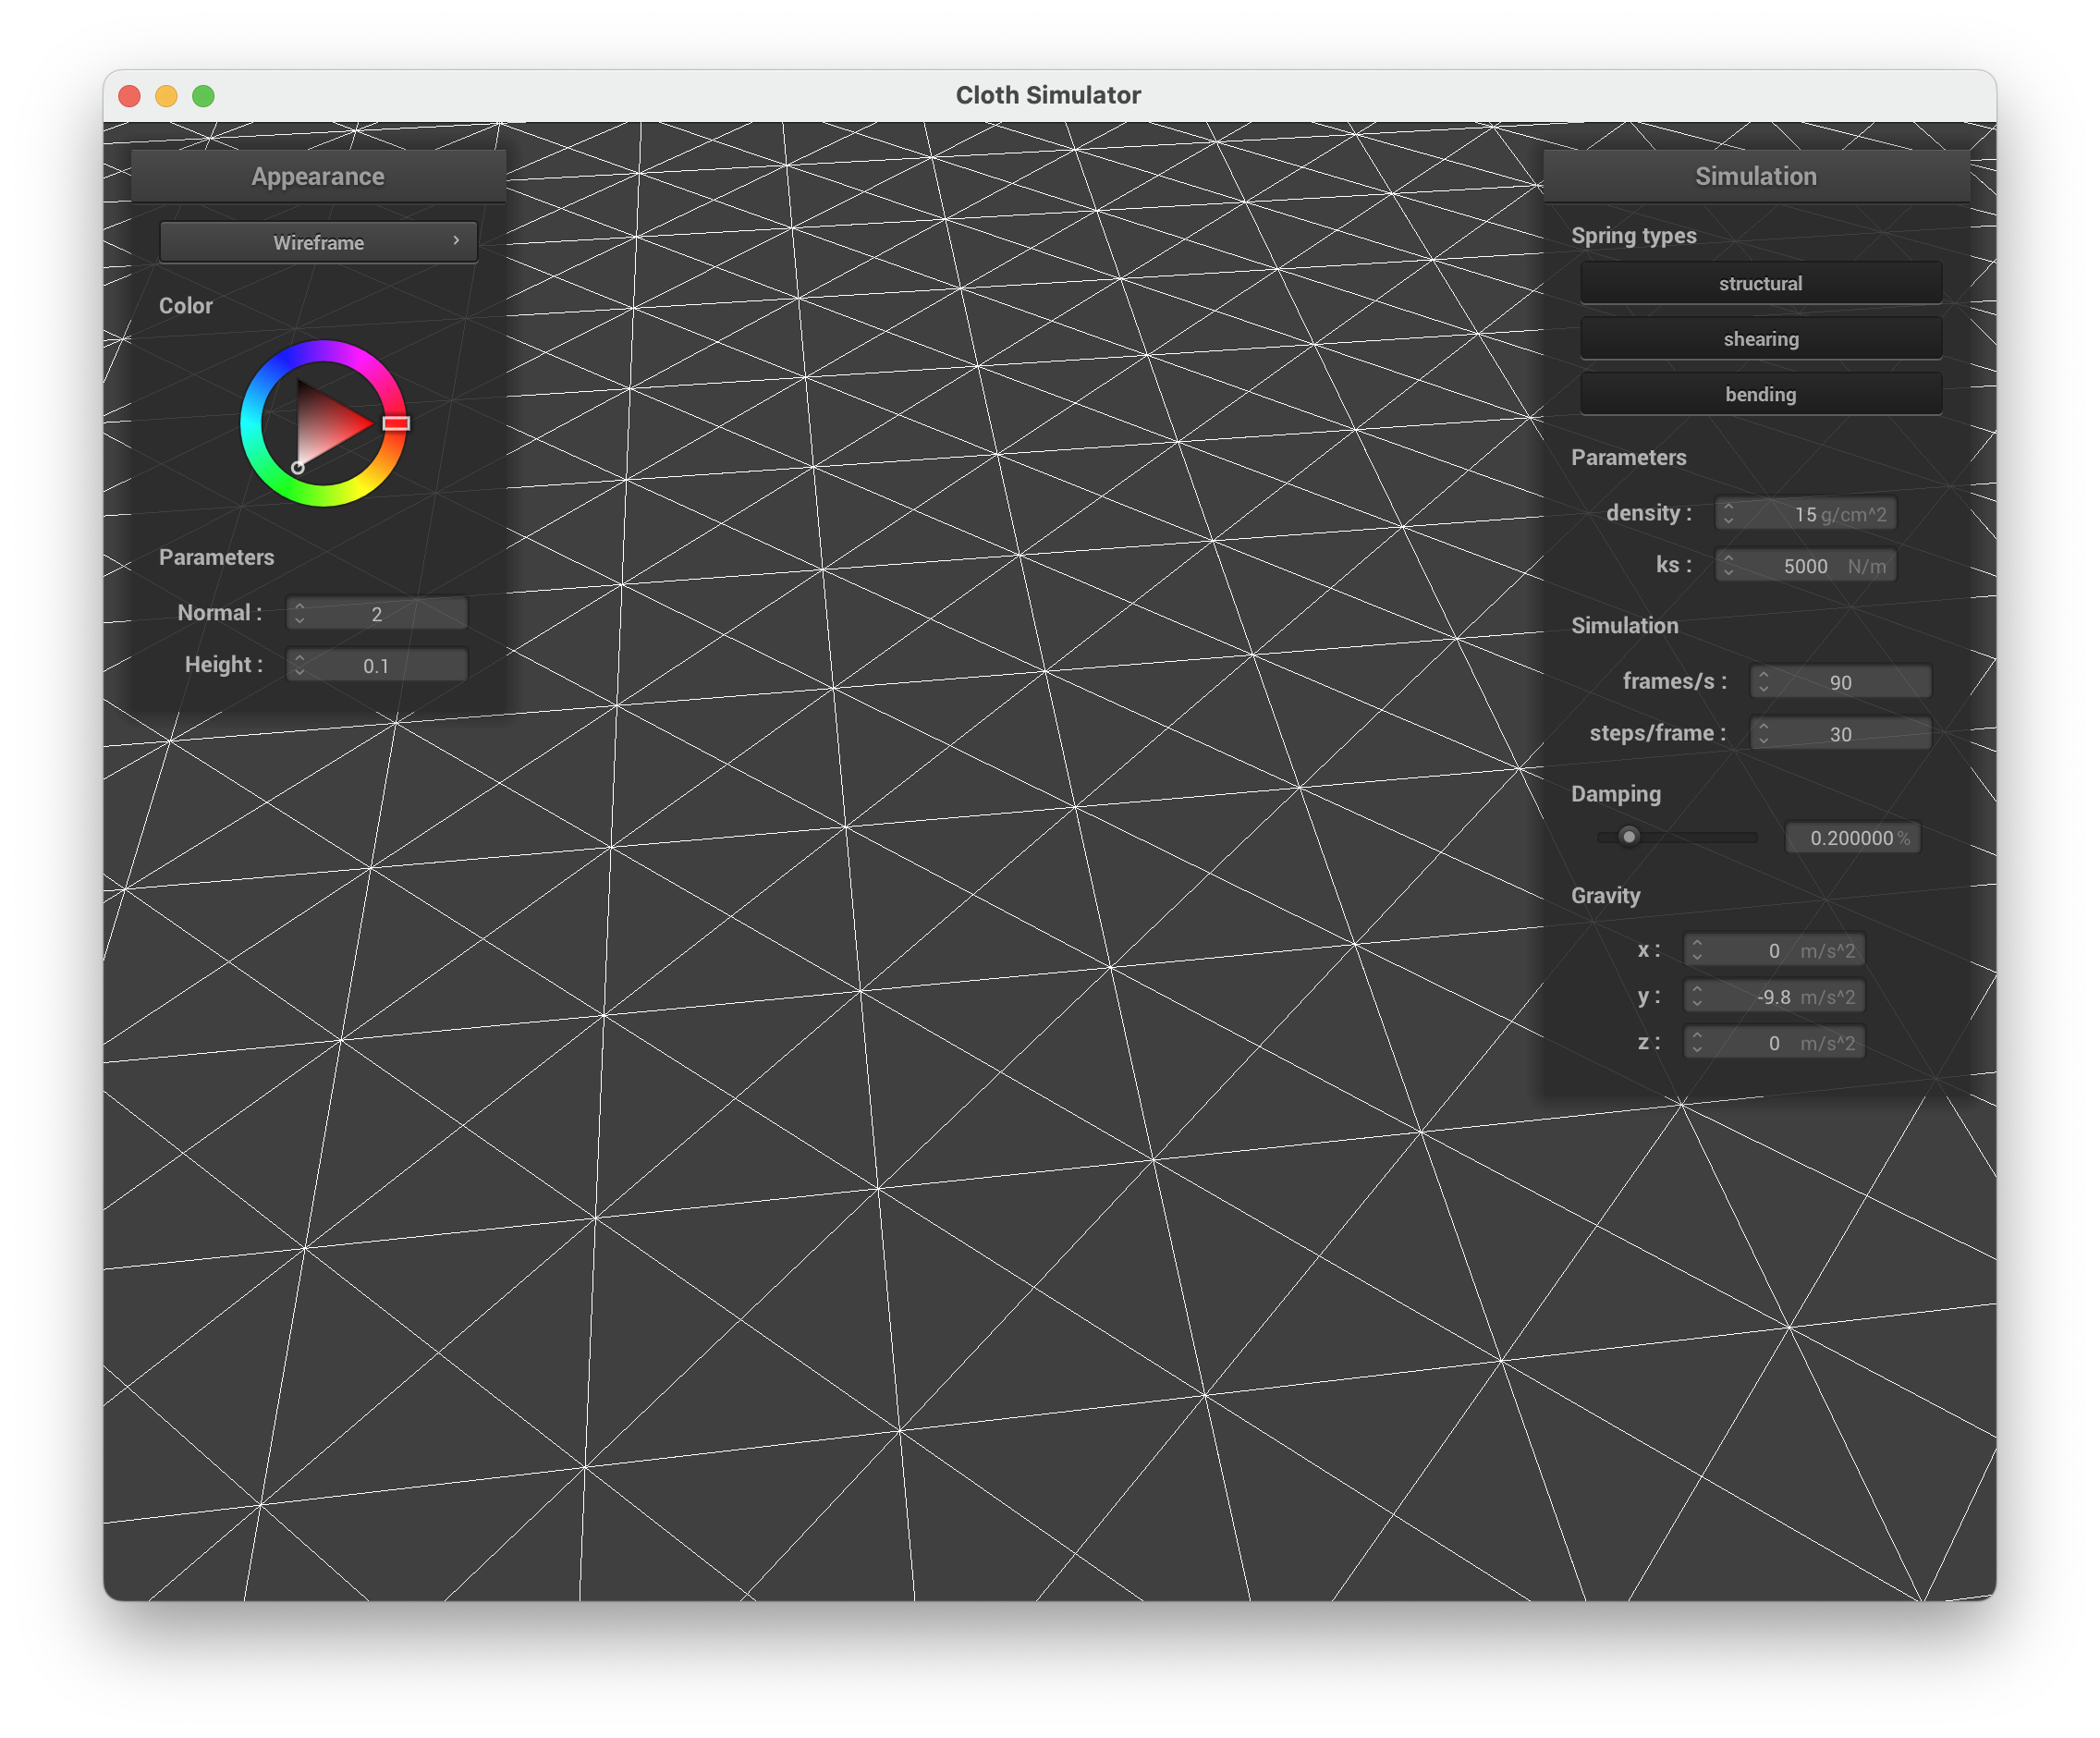 Cloth Simulator
Appearance
Wireframe
Color
Parameters
Normal : 2
Height : 0.1
Simulation
Spring types
structural
shearing
bending
Parameters
density : 15 g/cm^2
ks : 5000 N/m
Simulation
frames/s : 90
steps/frame : 30
Damping
0.200000 %
Gravity
x : 0 m/s^2
y : -9.8 m/s^2
z : 0 m/s^2